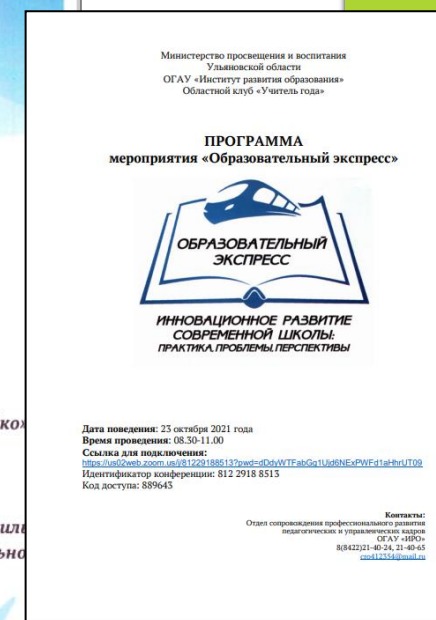 Министерство просвещения и воспитания
Ульяновской области
ОГАУ «Институт развития образования»
Областной клуб «Учитель года»
ПРОГРАММА
мероприятия «Образовательный экспресс»
ОБРАЗОВАТЕЛЬНЫЙ
ЭКСПРЕСС
ИННОВАЦИОННОЕ РАЗВИТИЕ
СОВРЕМЕННОЙ ШКОЛЫ:
ПРАКТИКА, ПРОБЛЕМЫ, ПЕРСПЕКТИВЫ
Дата поведения: 23 октября 2021 года
Время проведения: 08.30-11.00
Ссылка для подключения:
https://us02web.zoom.us/j/81229188513?pwd=dDdvWTFabGg1Ujd6NExPWFd1aHhrUT09
Идентификатор конференции: 812 2918 8513
Код доступа: 889643
Контакты:
Отдел сопровождения профессионального развития
педагогических и управленческих кадров
ОГАУ «ИРО»
8(8422)21-40-24, 21-40-65
cro412354@mail.ru